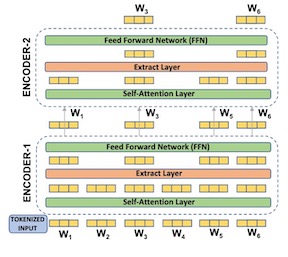 W3 W6
ENCODER-2
Feed Forward Network (FFN)
Extract Layer
Self-Attention Layer
W1 W3 W5 W6
ENCODER-1
Feed Forward Network (FFN)
Extract Layer
Self-Attention Layer
TOKENIZED
INPUT
W1 W2 W3 W4 W5 W6